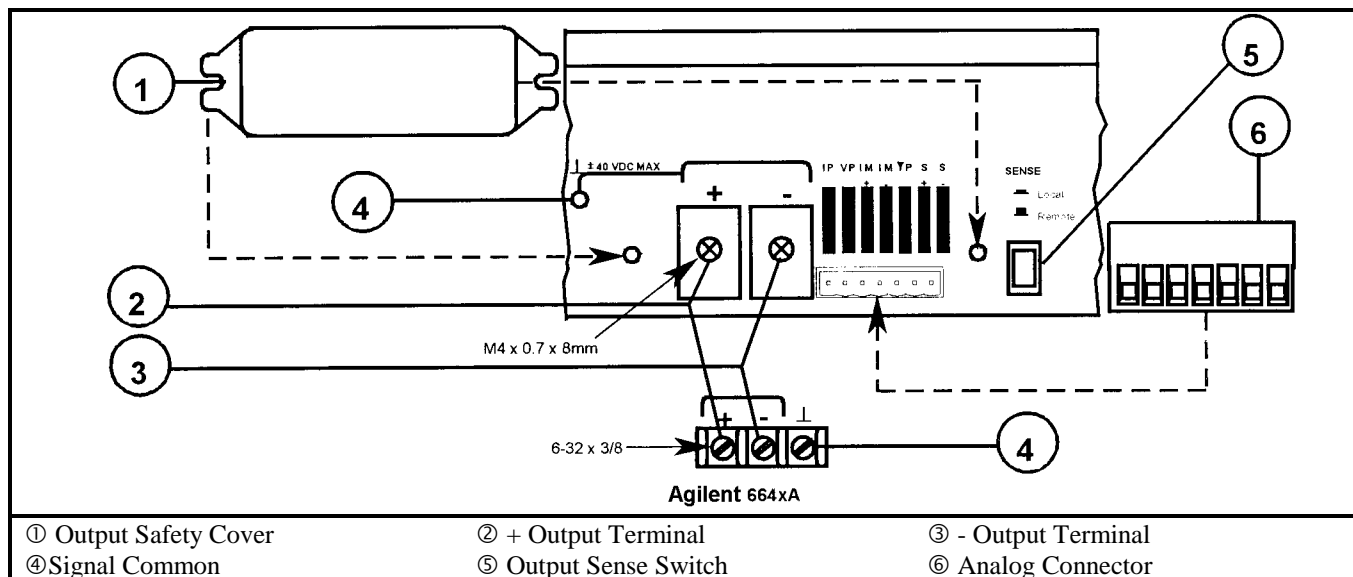 1
5
6
⊥ ± 40 VDC MAX
IP VP IM IM ▼P S S
+ - + -
SENSE
Local
Remote
4
+ -
2
M4 x 0.7 x 8mm
3
+ - ⊥
6-32 x 3/8
4
Agilent 664xA
① Output Safety Cover ② + Output Terminal ③ - Output Terminal
④Signal Common ⑤ Output Sense Switch ⑥ Analog Connector